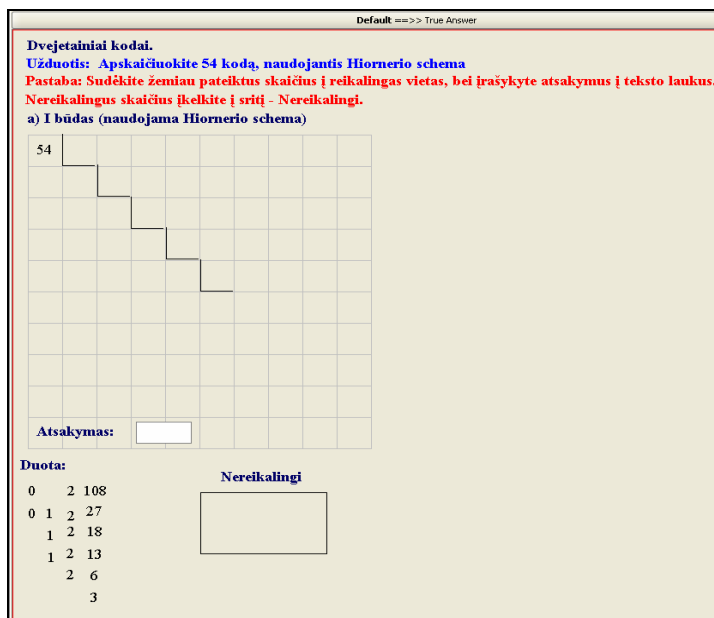 Default ==>> True Answer
Dvejetainiai kodai.
Užduotis: Apskaičiuokite 54 kodą, naudojantis Hiornerio schema
Pastaba: Sudėkite žemiau pateiktus skaičius į reikalingas vietas, bei įrašykyte atsakymus į teksto laukus.
Nereikalingus skaičius įkelkite į sritį - Nereikalingi.
a) I būdas (naudojama Hiornerio schema)
54
Atsakymas:
Duota:
Nereikalingi
0 2 108
0 1 2 27
1 2 18
1 2 13
2 6
3